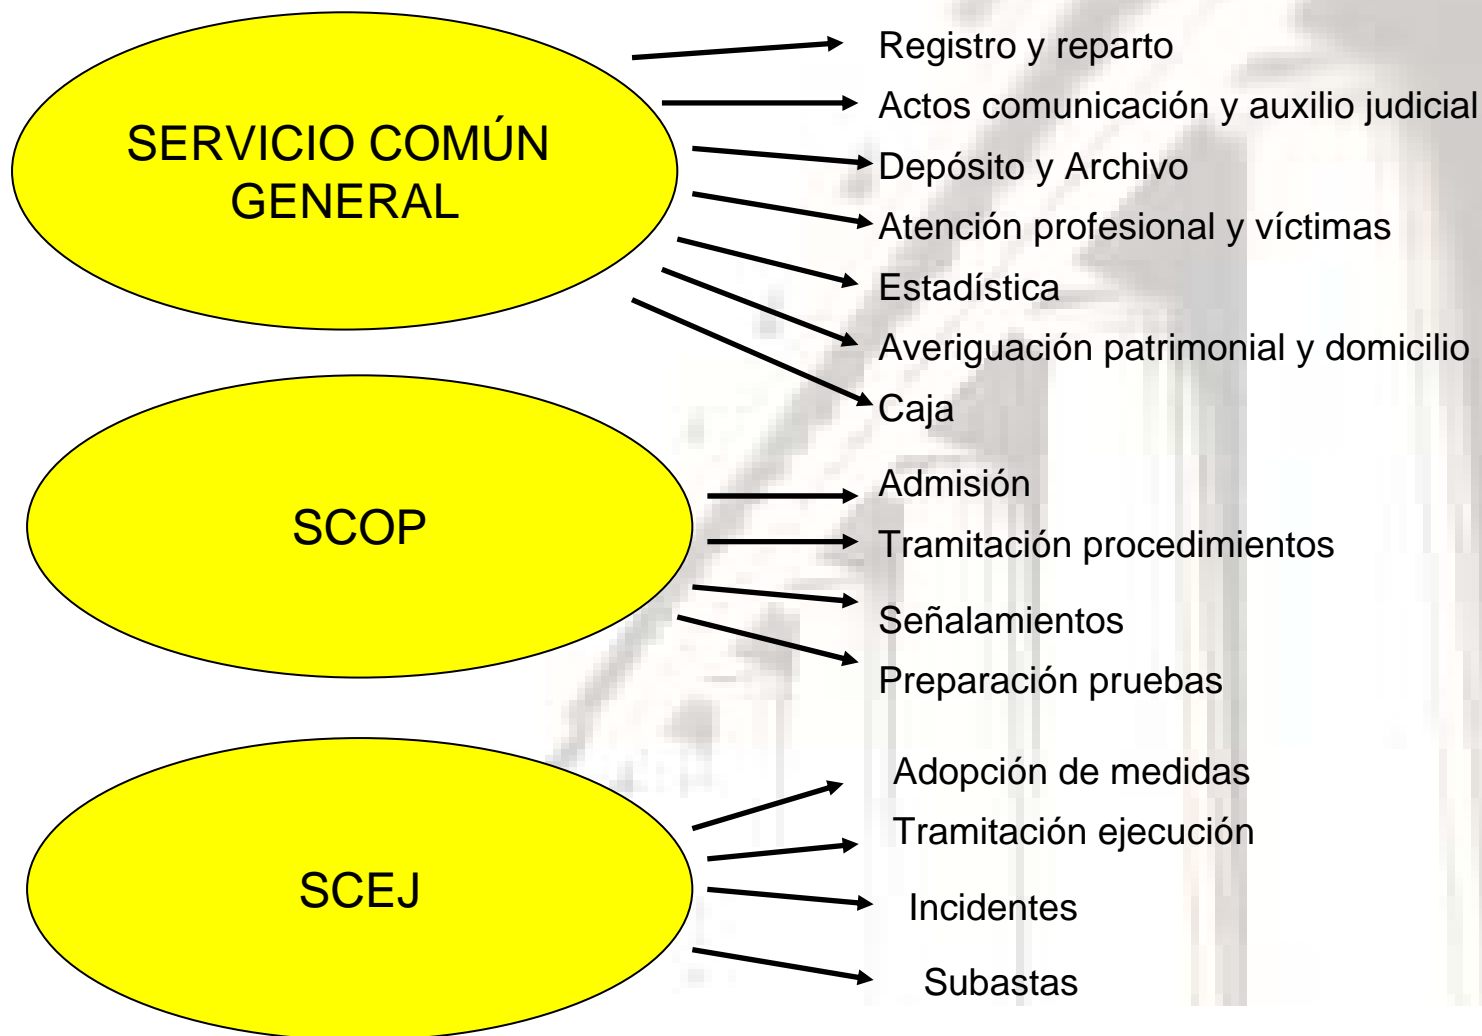 SERVICIO COMÚN
GENERAL
Registro y reparto
Actos comunicación y auxilio judicial
Depósito y Archivo
Atención profesional y víctimas
Estadística
Averiguación patrimonial y domicilio
Caja
SCOP
Admisión
Tramitación procedimientos
Señalamientos
Preparación pruebas
SCEJ
Adopción de medidas
Tramitación ejecución
Incidentes
Subastas